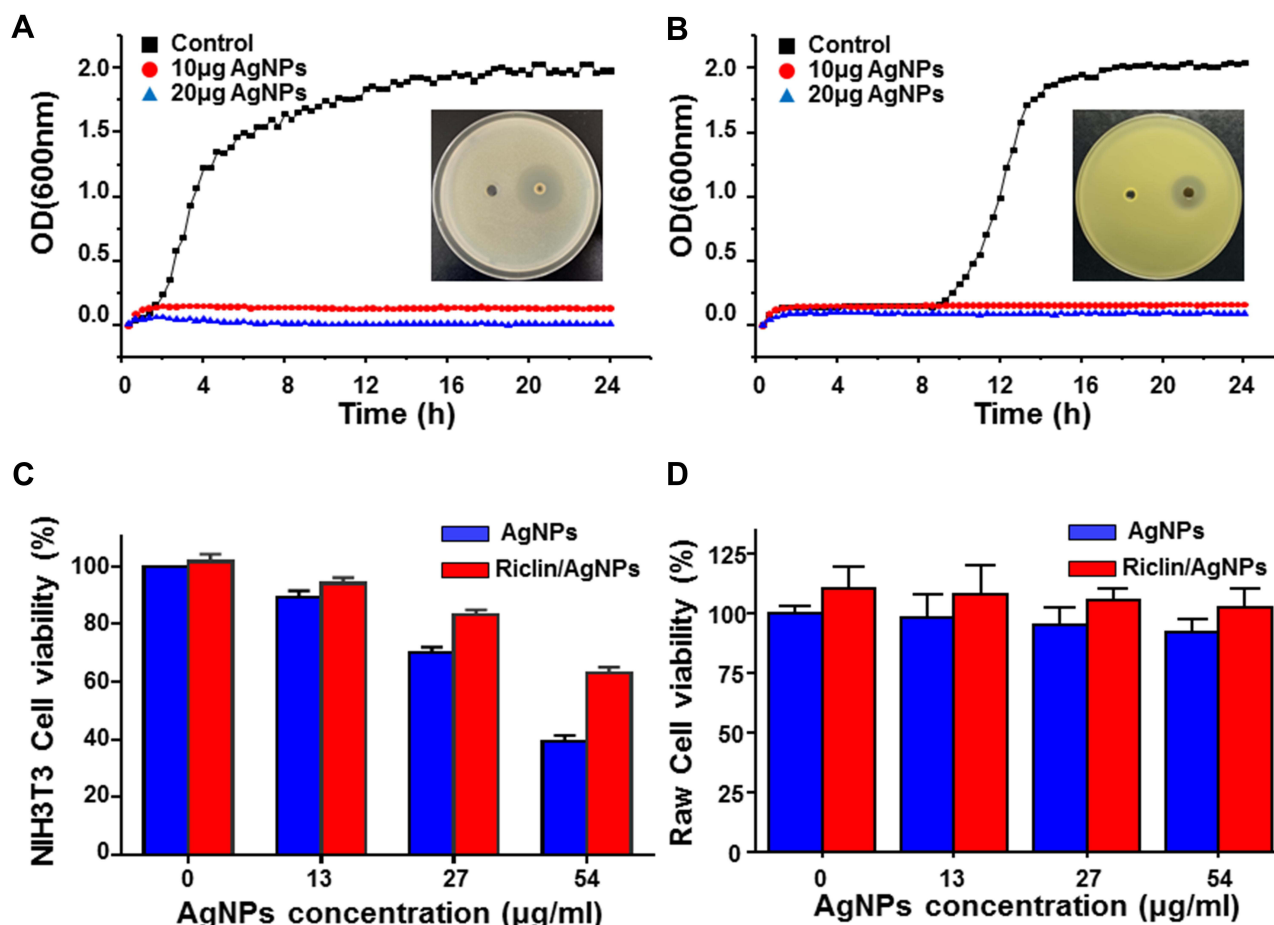 A
Control
10μg AgNPs
20μg AgNPs
2.0
1.5
1.0
0.5
0.0
OD(600nm)
0 4 8 12 16 20 24
Time (h)
B
Control
10μg AgNPs
20μg AgNPs
2.0
1.5
1.0
0.5
0.0
OD(600nm)
0 4 8 12 16 20 24
Time (h)
C
AgNPs
Riclin/AgNPs
100
80
60
40
20
0
NIH3T3 Cell viability (%)
0 13 27 54
AgNPs concentration (μg/ml)
D
AgNPs
Riclin/AgNPs
125
100
75
50
25
0
Raw Cell viability (%)
0 13 27 54
AgNPs concentration (μg/ml)